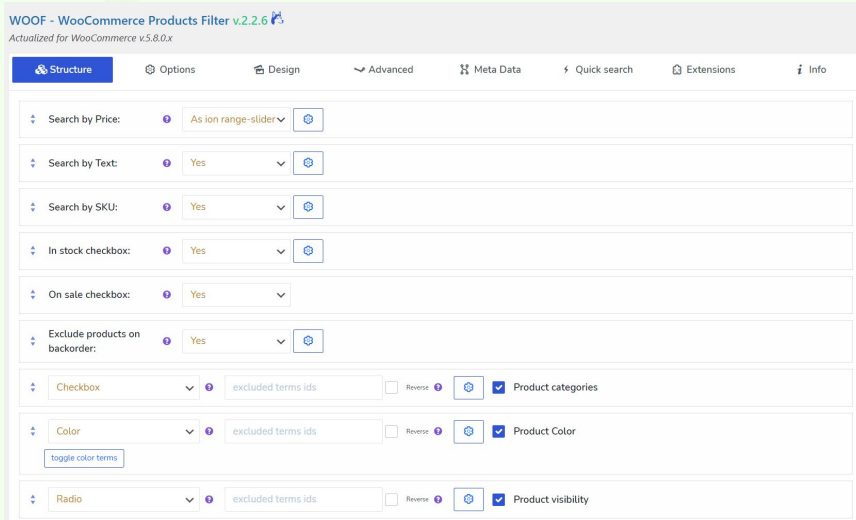 WOOF - WooCommerce Products Filter v.2.2.6
Actualized for WooCommerce v.5.8.0.x
Structure Options Design Advanced Meta Data Quick search Extensions Info
Search by Price: As ion range-slider
Search by Text: Yes
Search by SKU: Yes
In stock checkbox: Yes
On sale checkbox: Yes
Exclude products on
backorder: Yes
Checkbox excluded terms ids Reverse Product categories
Color excluded terms ids Reverse Product Color
toggle color terms
Radio excluded terms ids Reverse Product visibility